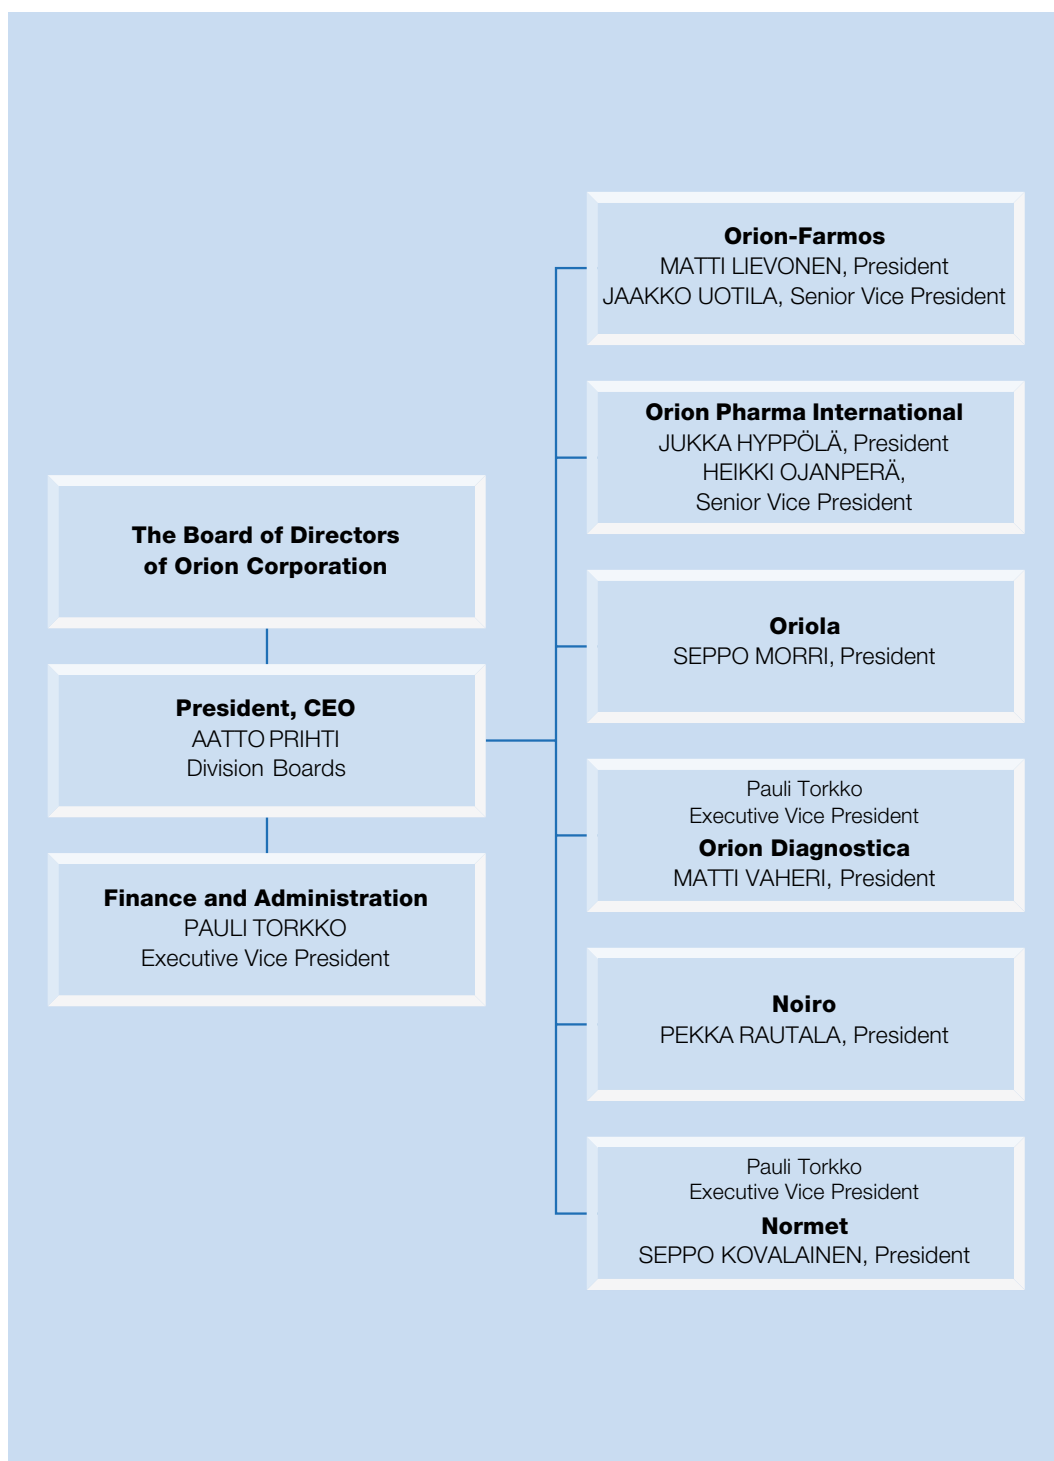 The Board of Directors
of Orion Corporation
President, CEO
AATTO PRIHTI
Division Boards
Finance and Administration
PAULI TORKKO
Executive Vice President
Orion-Farmos
MATTI LIEVONEN, President
JAAKKO UOTILA, Senior Vice President
Orion Pharma International
JUKKA HYPPÖLÄ, President
HEIKKI OJANPERÄ,
Senior Vice President
Oriola
SEPPO MORRI, President
Pauli Torkko
Executive Vice President
Orion Diagnostica
MATTI VAHERI, President
Noiro
PEKKA RAUTALA, President
Pauli Torkko
Executive Vice President
Normet
SEPPO KOVALAINEN, President